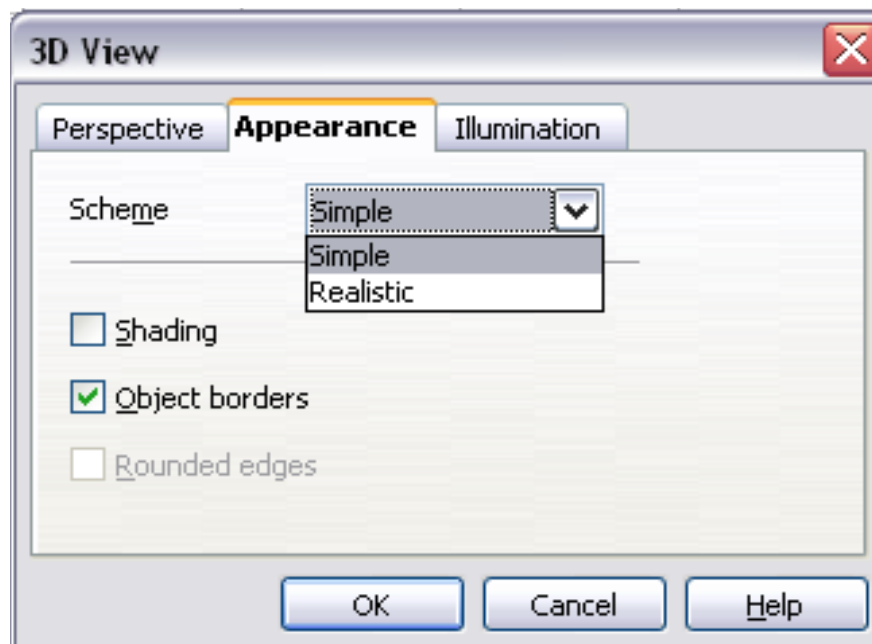 3D View
Perspective Appearance Illumination
Scheme Simple
Simple
Realistic
Shading
Object borders
Rounded edges
OK Cancel Help